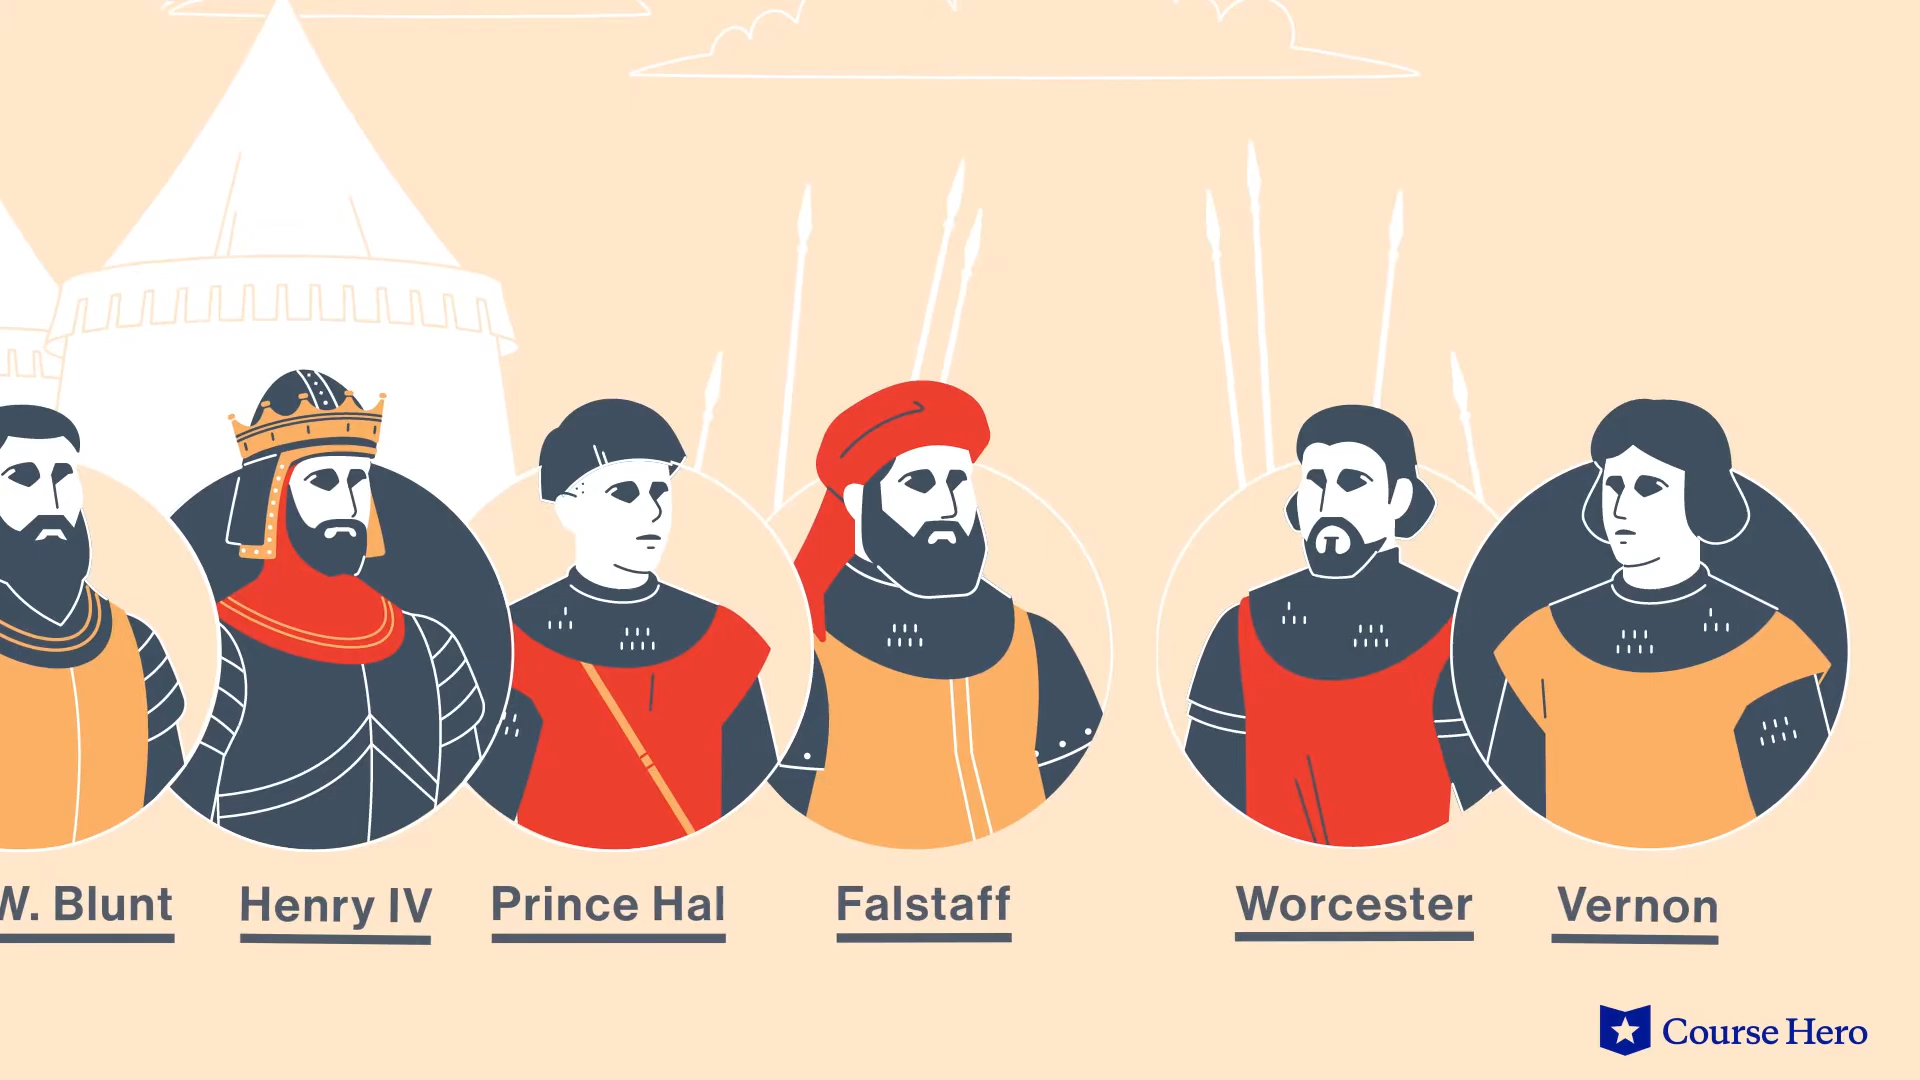 W. Blunt
Henry IV
Prince Hal
Falstaff
Worcester
Vernon
Course Hero